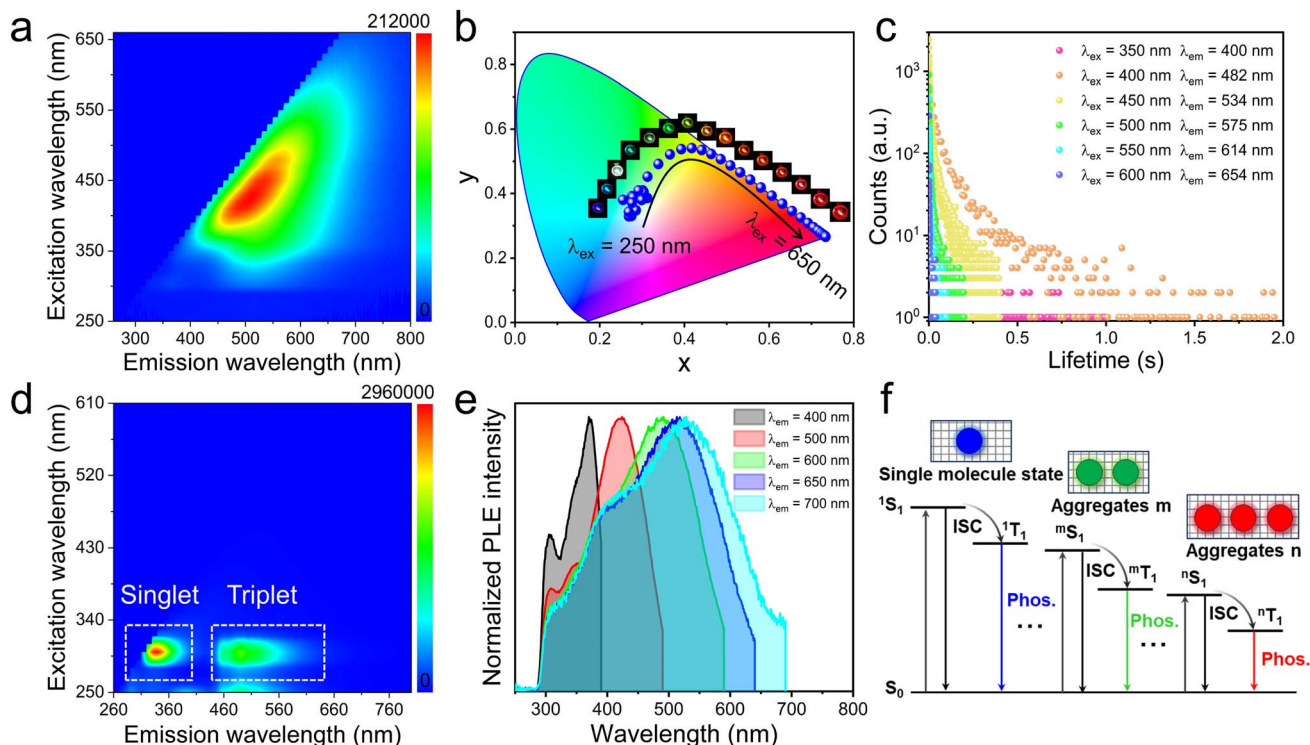 a
212000
650
550
450
350
250
0
300
400
500
600
700
800
Excitation wavelength (nm)
Emission wavelength (nm)
b
0.8
0.6
0.4
0.2
0.0
0.0
0.2
0.4
0.6
0.8
y
x
λex = 250 nm
λex = 650 nm
c
10³
10²
10¹
10⁰
0.0
0.5
1.0
1.5
2.0
Counts (a.u.)
Lifetime (s)
λex = 350 nm λem = 400 nm
λex = 400 nm λem = 482 nm
λex = 450 nm λem = 534 nm
λex = 500 nm λem = 575 nm
λex = 550 nm λem = 614 nm
λex = 600 nm λem = 654 nm
d
2960000
610
520
430
340
250
0
Singlet
Triplet
260
360
460
560
660
760
Excitation wavelength (nm)
Emission wavelength (nm)
e
λem = 400 nm
λem = 500 nm
λem = 600 nm
λem = 650 nm
λem = 700 nm
Normalized PLE intensity
300
400
500
600
700
800
Wavelength (nm)
f
Single molecule state
Aggregates m
Aggregates n
¹S₁
ISC
¹T₁
ᵐS₁
ISC
ᵐT₁
ⁿS₁
ISC
ⁿT₁
Phos.
...
Phos.
...
Phos.
S₀